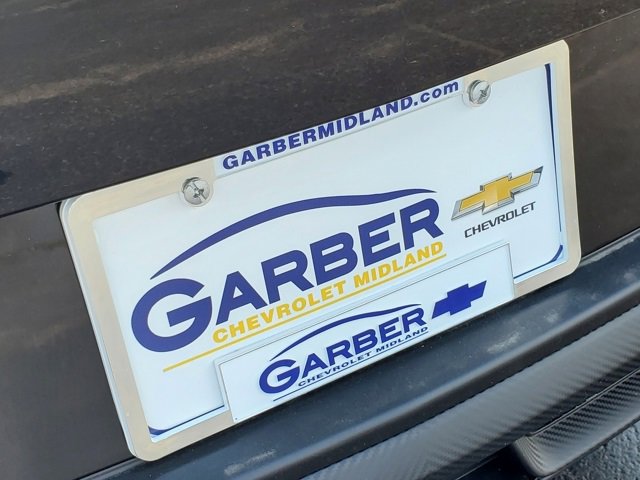 GARBERMIDLAND.com
GARBER
CHEVROLET MIDLAND
CHEVROLET
GARBER
CHEVROLET MIDLAND